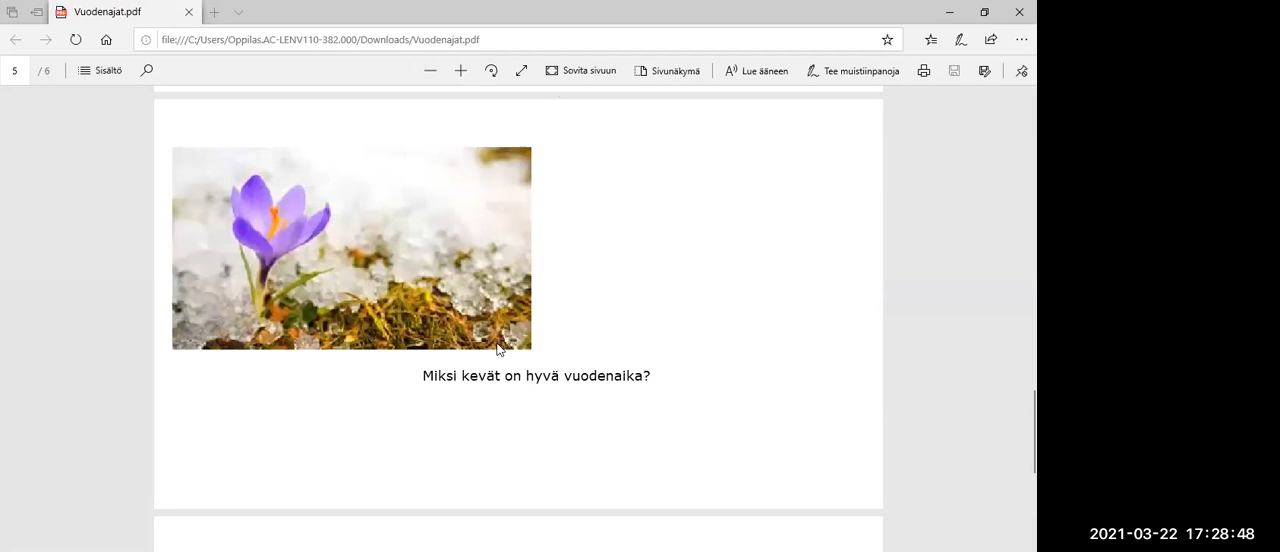 Vuodenajat.pdf
file:///C:/Users/Oppilas.AC-LENV110-382.000/Downloads/Vuodenajat.pdf
5 / 6 Sisältö Sovita sivuun Sivunäkymä Lue ääneen Tee muistiinpanoja
Miksi kevät on hyvä vuodenaika?
2021-03-22 17:28:48